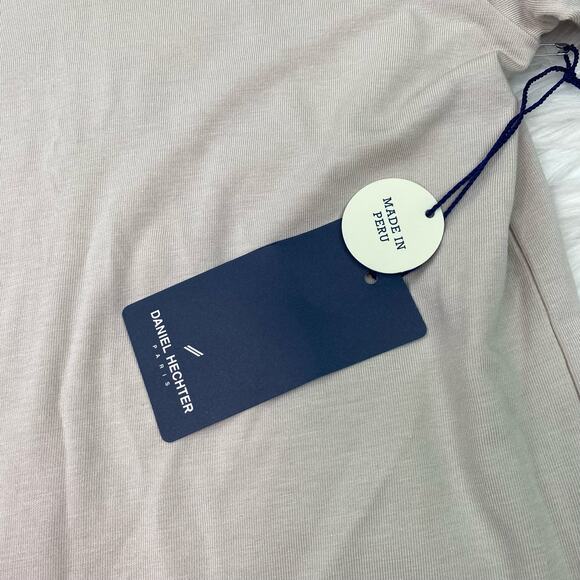 MADE IN
PERU
DANIEL HECHTER
PARIS